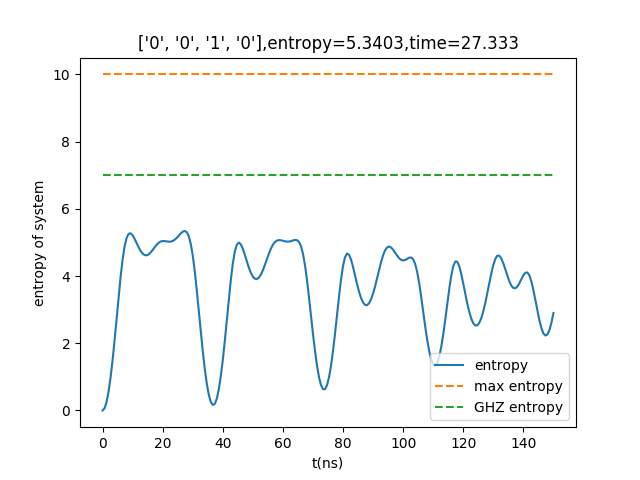 ['0', '0', '1', '0'],entropy=5.3403,time=27.333
10
8
6
4
2
0
entropy of system
0 20 40 60 80 100 120 140
t(ns)
entropy
max entropy
GHZ entropy